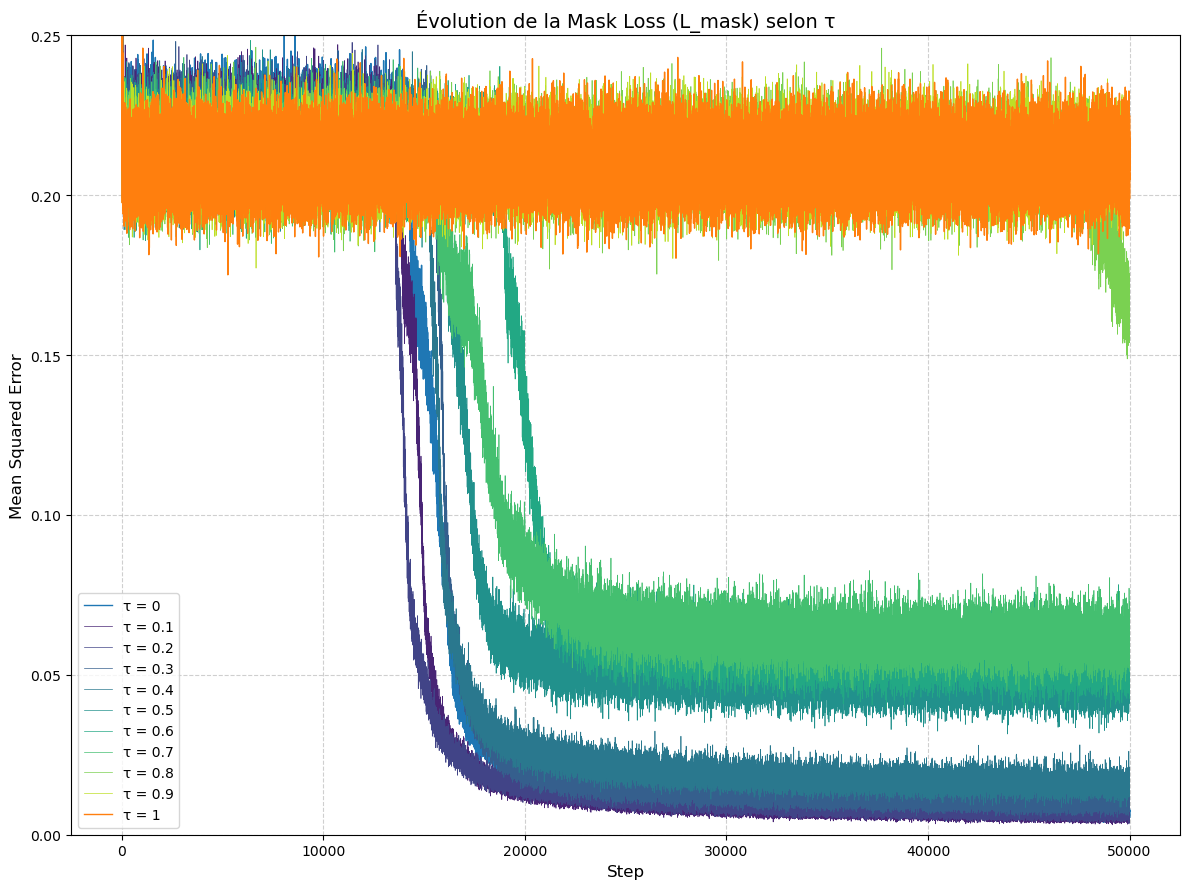 Évolution de la Mask Loss (L_mask) selon τ
Mean Squared Error
0.25
0.20
0.15
0.10
0.05
0.00
τ = 0
τ = 0.1
τ = 0.2
τ = 0.3
τ = 0.4
τ = 0.5
τ = 0.6
τ = 0.7
τ = 0.8
τ = 0.9
τ = 1
0 10000 20000 30000 40000 50000
Step